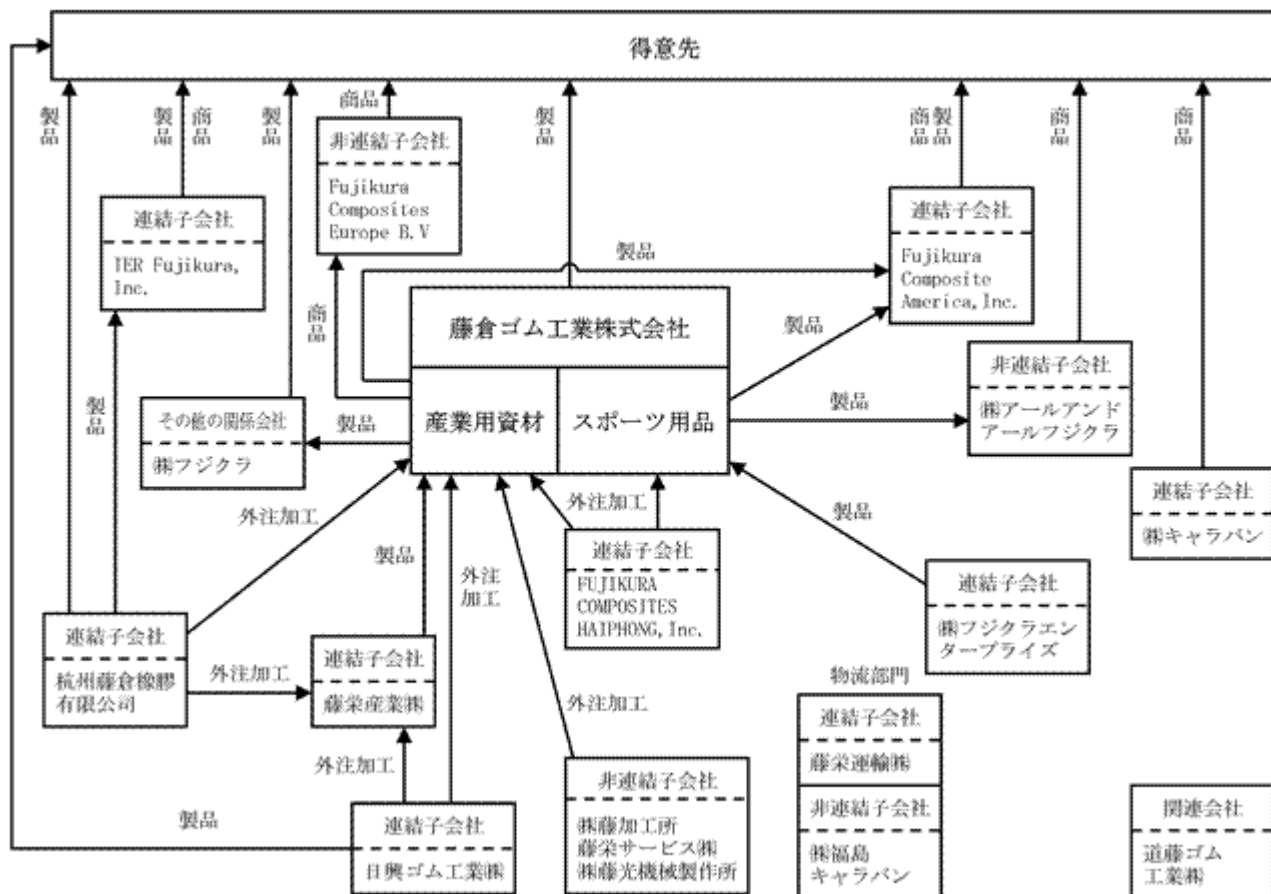 得意先
製品
製品
商品
製品
商品
製品
商品
製品
商品
商品
非連結子会社
Fujikura
Composites
Europe B.V
連結子会社
IER Fujikura,
Inc.
連結子会社
Fujikura
Composite
America,Inc.
製品
商品
製品
藤倉ゴム工業株式会社
産業用資材
スポーツ用品
非連結子会社
㈱アールアンド
アールフジクラ
製品
製品
その他の関係会社
㈱フジクラ
製品
連結子会社
㈱キャラバン
外注加工
製品
外注
加工
外注加工
連結子会社
FUJIKURA
COMPOSITES
HAIPHONG,Inc.
製品
連結子会社
㈱フジクラエン
タープライズ
連結子会社
杭州藤倉橡膠
有限公司
外注加工
連結子会社
藤栄産業㈱
外注加工
外注加工
製品
連結子会社
日興ゴム工業㈱
非連結子会社
㈱藤加工所
藤栄サービス㈱
㈱藤光機械製作所
物流部門
連結子会社
藤栄運輸㈱
非連結子会社
㈱福島
キャラバン
関連会社
道藤ゴム
工業㈱